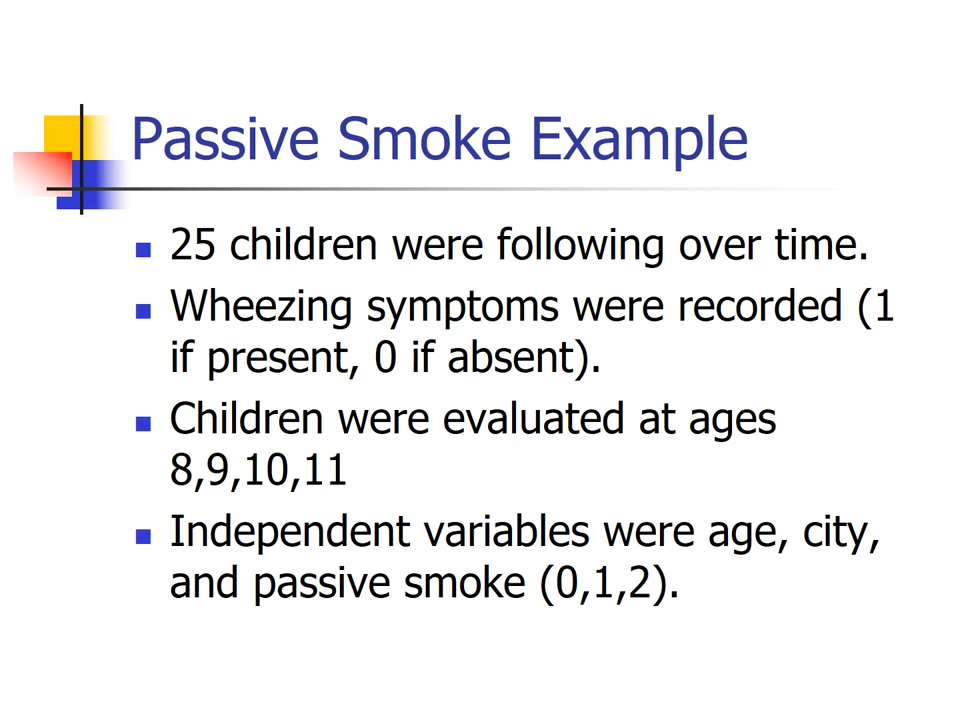 Passive Smoke Example
25 children were following over time.
Wheezing symptoms were recorded (1
if present, 0 if absent).
Children were evaluated at ages
8,9,10,11
Independent variables were age, city,
and passive smoke (0,1,2).